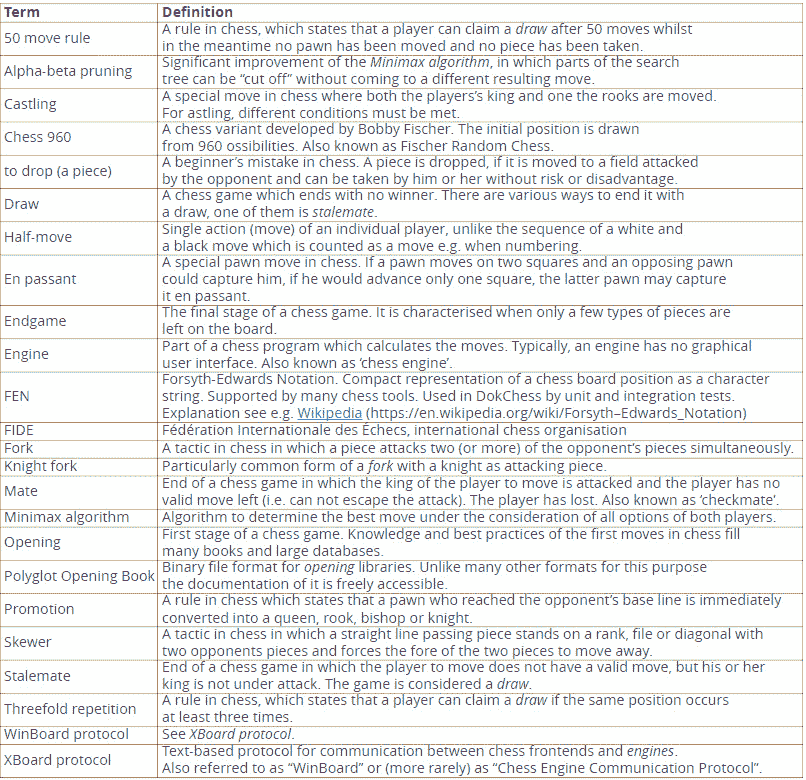 Term Definition
50 move rule A rule in chess, which states that a player can claim a draw after 50 moves whilst
in the meantime no pawn has been moved and no piece has been taken.
Alpha-beta pruning Significant improvement of the Minimax algorithm, in which parts of the search
tree can be “cut off” without coming to a different resulting move.
Castling A special move in chess where both the players’s king and one the rooks are moved.
For astling, different conditions must be met.
Chess 960 A chess variant developed by Bobby Fischer. The initial position is drawn
from 960 ossibilities. Also known as Fischer Random Chess.
to drop (a piece) A beginner’s mistake in chess. A piece is dropped, if it is moved to a field attacked
by the opponent and can be taken by him or her without risk or disadvantage.
Draw A chess game which ends with no winner. There are various ways to end it with
a draw, one of them is stalemate.
Half-move Single action (move) of an individual player, unlike the sequence of a white and
a black move which is counted as a move e.g. when numbering.
En passant A special pawn move in chess. If a pawn moves on two squares and an opposing pawn
could capture him, if he would advance only one square, the latter pawn may capture
it en passant.
Endgame The final stage of a chess game. It is characterised when only a few types of pieces are
left on the board.
Engine Part of a chess program which calculates the moves. Typically, an engine has no graphical
user interface. Also known as ‘chess engine’.
FEN Forsyth-Edwards Notation. Compact representation of a chess board position as a character
string. Supported by many chess tools. Used in DokChess by unit and integration tests.
Explanation see e.g. Wikipedia (https://en.wikipedia.org/wiki/Forsyth–Edwards_Notation)
FIDE Fédération Internationale des Échecs, international chess organisation
Fork A tactic in chess in which a piece attacks two (or more) of the opponent’s pieces simultaneously.
Knight fork Particularly common form of a fork with a knight as attacking piece.
Mate End of a chess game in which the king of the player to move is attacked and the player has no
valid move left (i.e. can not escape the attack). The player has lost. Also known as ‘checkmate’.
Minimax algorithm Algorithm to determine the best move under the consideration of all options of both players.
Opening First stage of a chess game. Knowledge and best practices of the first moves in chess fill
many books and large databases.
Polyglot Opening Book Binary file format for opening libraries. Unlike many other formats for this purpose
the documentation of it is freely accessible.
Promotion A rule in chess which states that a pawn who reached the opponent’s base line is immediately
converted into a queen, rook, bishop or knight.
Skewer A tactic in chess in which a straight line passing piece stands on a rank, file or diagonal with
two opponents pieces and forces the fore of the two pieces to move away.
Stalemate End of a chess game in which the player to move does not have a valid move, but his or her
king is not under attack. The game is considered a draw.
Threefold repetition A rule in chess, which states that a player can claim a draw if the same position occurs
at least three times.
WinBoard protocol See XBoard protocol.
XBoard protocol Text-based protocol for communication between chess frontends and engines.
Also referred to as “WinBoard” or (more rarely) as “Chess Engine Communication Protocol”.